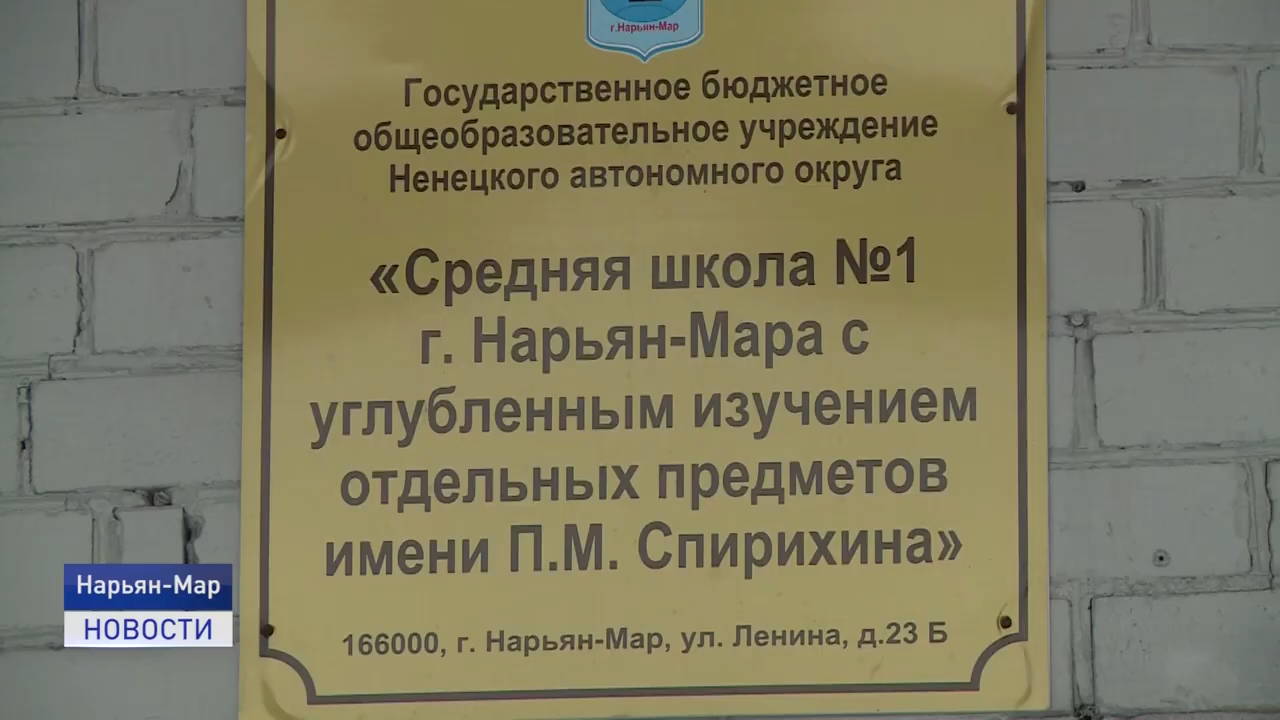 г.Нарьян-Мар
Государственное бюджетное
общеобразовательное учреждение
Ненецкого автономного округа
«Средняя школа №1
г. Нарьян-Мара с
углубленным изучением
отдельных предметов
имени П.М. Спирихина»
166000, г. Нарьян-Мар, ул. Ленина, д.23 Б
Нарьян-Мар
НОВОСТИ